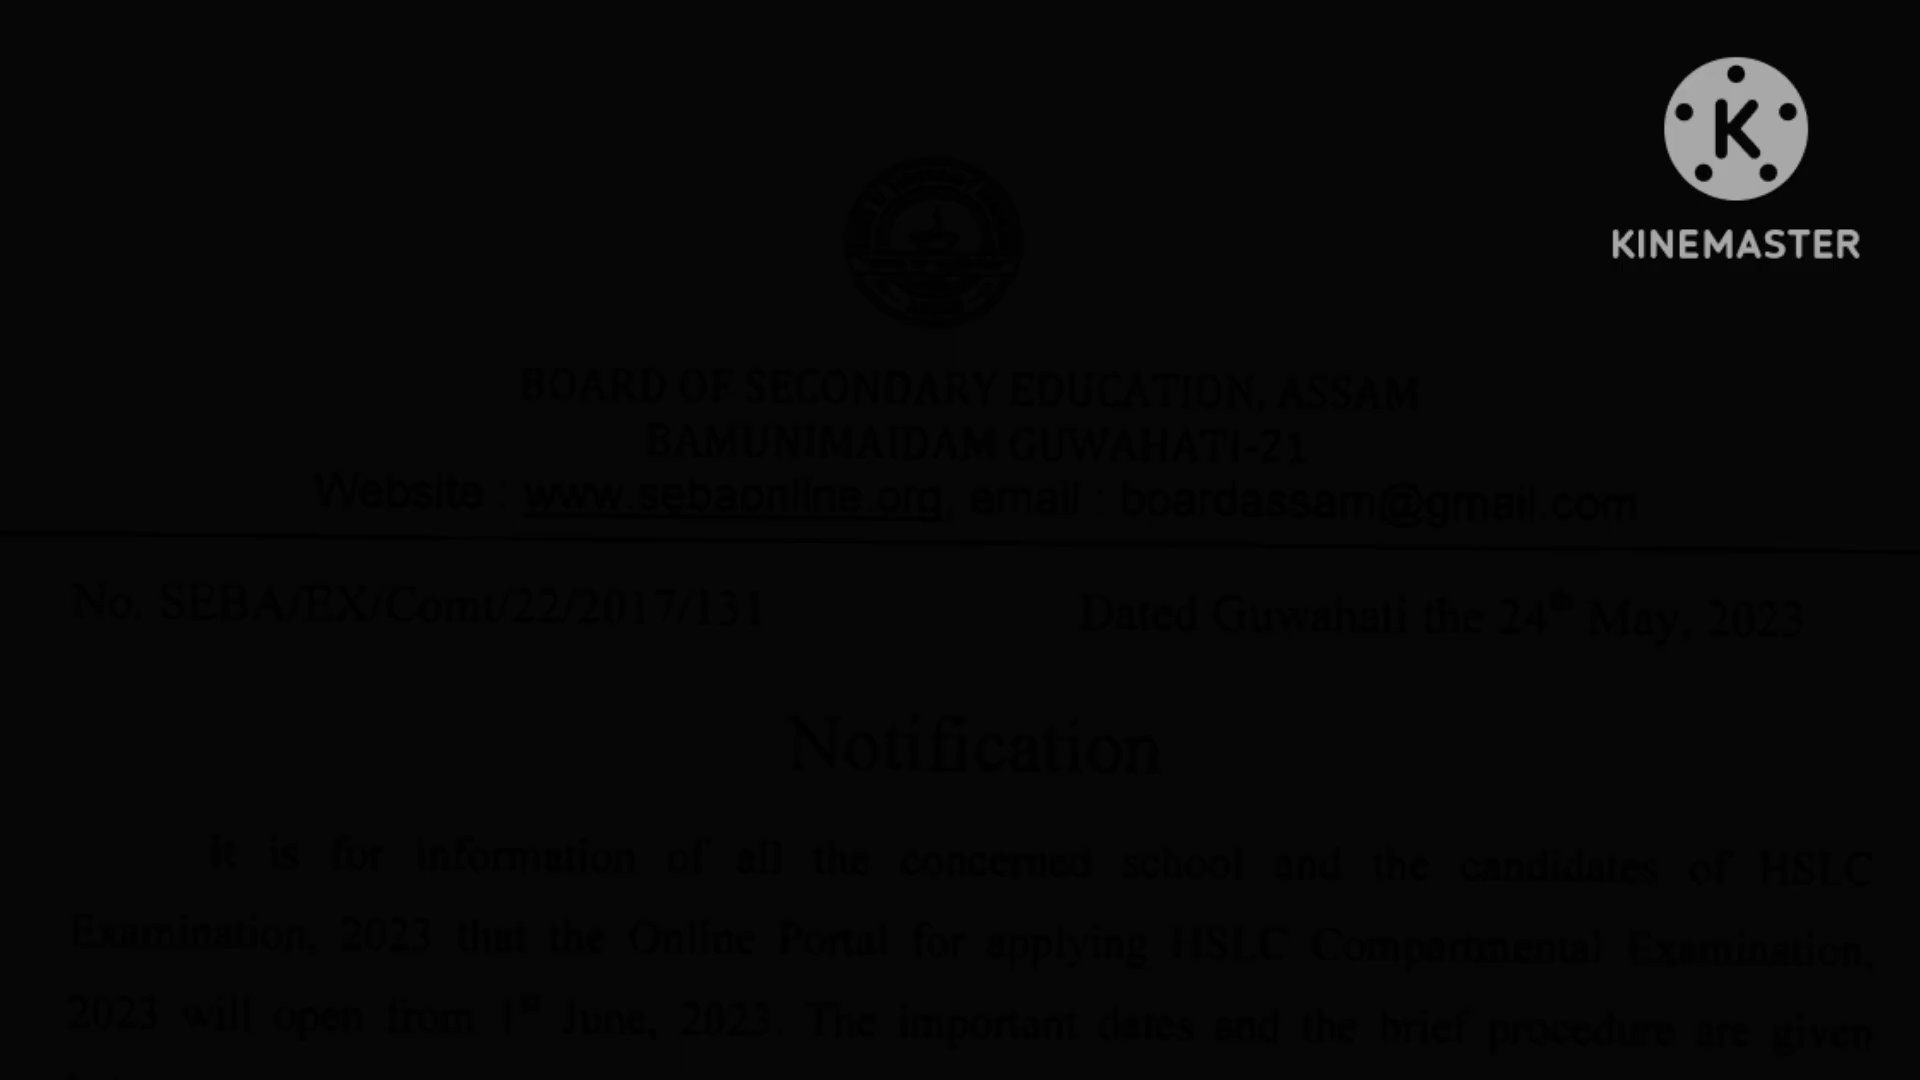 K
KINEMASTER
BOARD OF SECONDARY EDUCATION, ASSAM
BAMUNIMAIDAM GUWAHATI-21
Website : www.sebaonline.org, email : boardassam@gmail.com
No. SEBA/EX/Comt/22/2017/131 Dated Guwahati the 24th May, 2023
Notification
It is for information of all the concerned school and the candidates of HSLC
Examination, 2023 that the Online Portal for applying HSLC Compartmental Examination,
2023 will open from 1st June, 2023. The important dates and the brief procedure are given